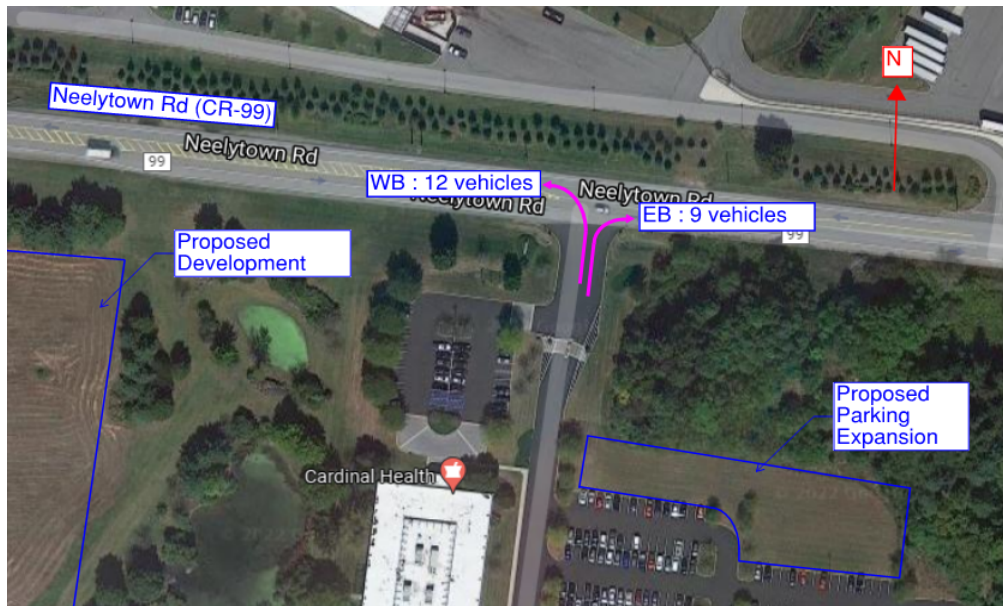 N
Neelytown Rd (CR-99)
Neelytown Rd
99
WB : 12 vehicles
Neelytown Rd
Rd
EB : 9 vehicles
99
Proposed
Development
Proposed
Parking
Expansion
Cardinal Health